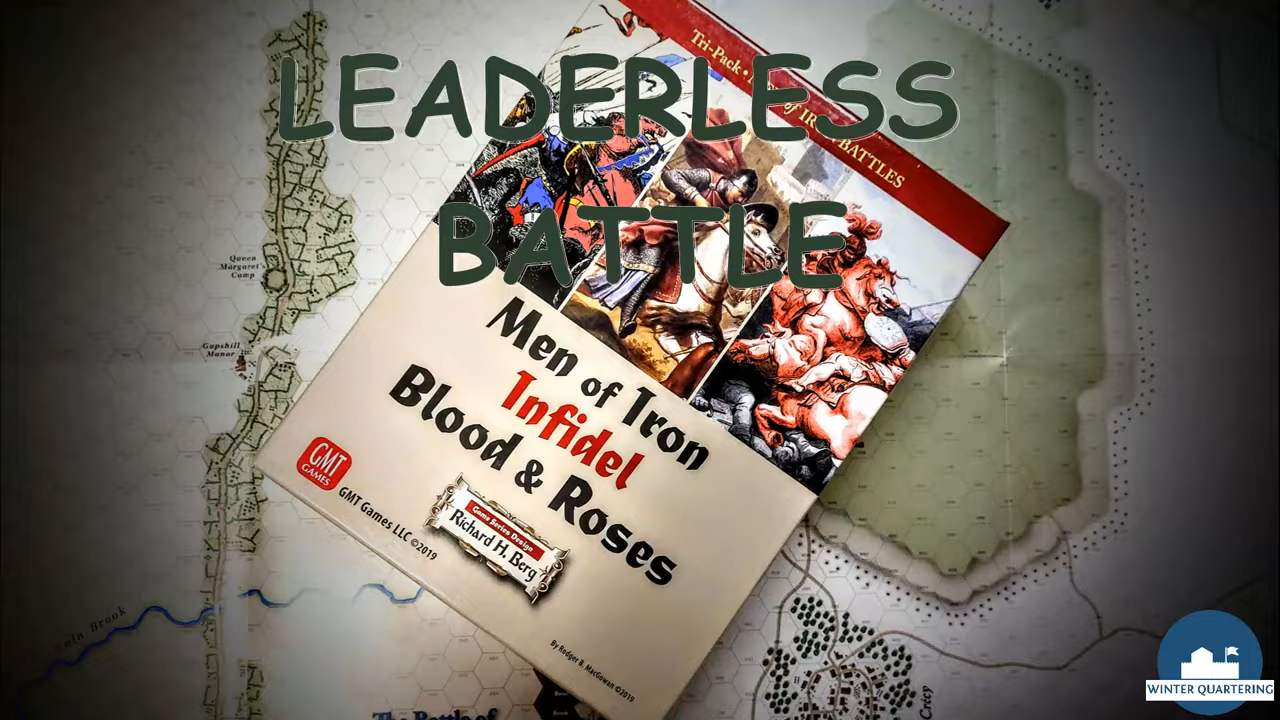 LEADERLESS
BATTLE
Tri-Pack •
of IR
BATTLES
Queen
Margaret's
Camp
Gupshill
Manor
Men of Iron
Infidel
Blood & Roses
GMT
GAMES
GMT Games LLC ©2019
Game Series Design
Richard H. Berg
By Rodger B. MacGowan ©2019
Brook
The Battle of
Crecy
WINTER QUARTERING